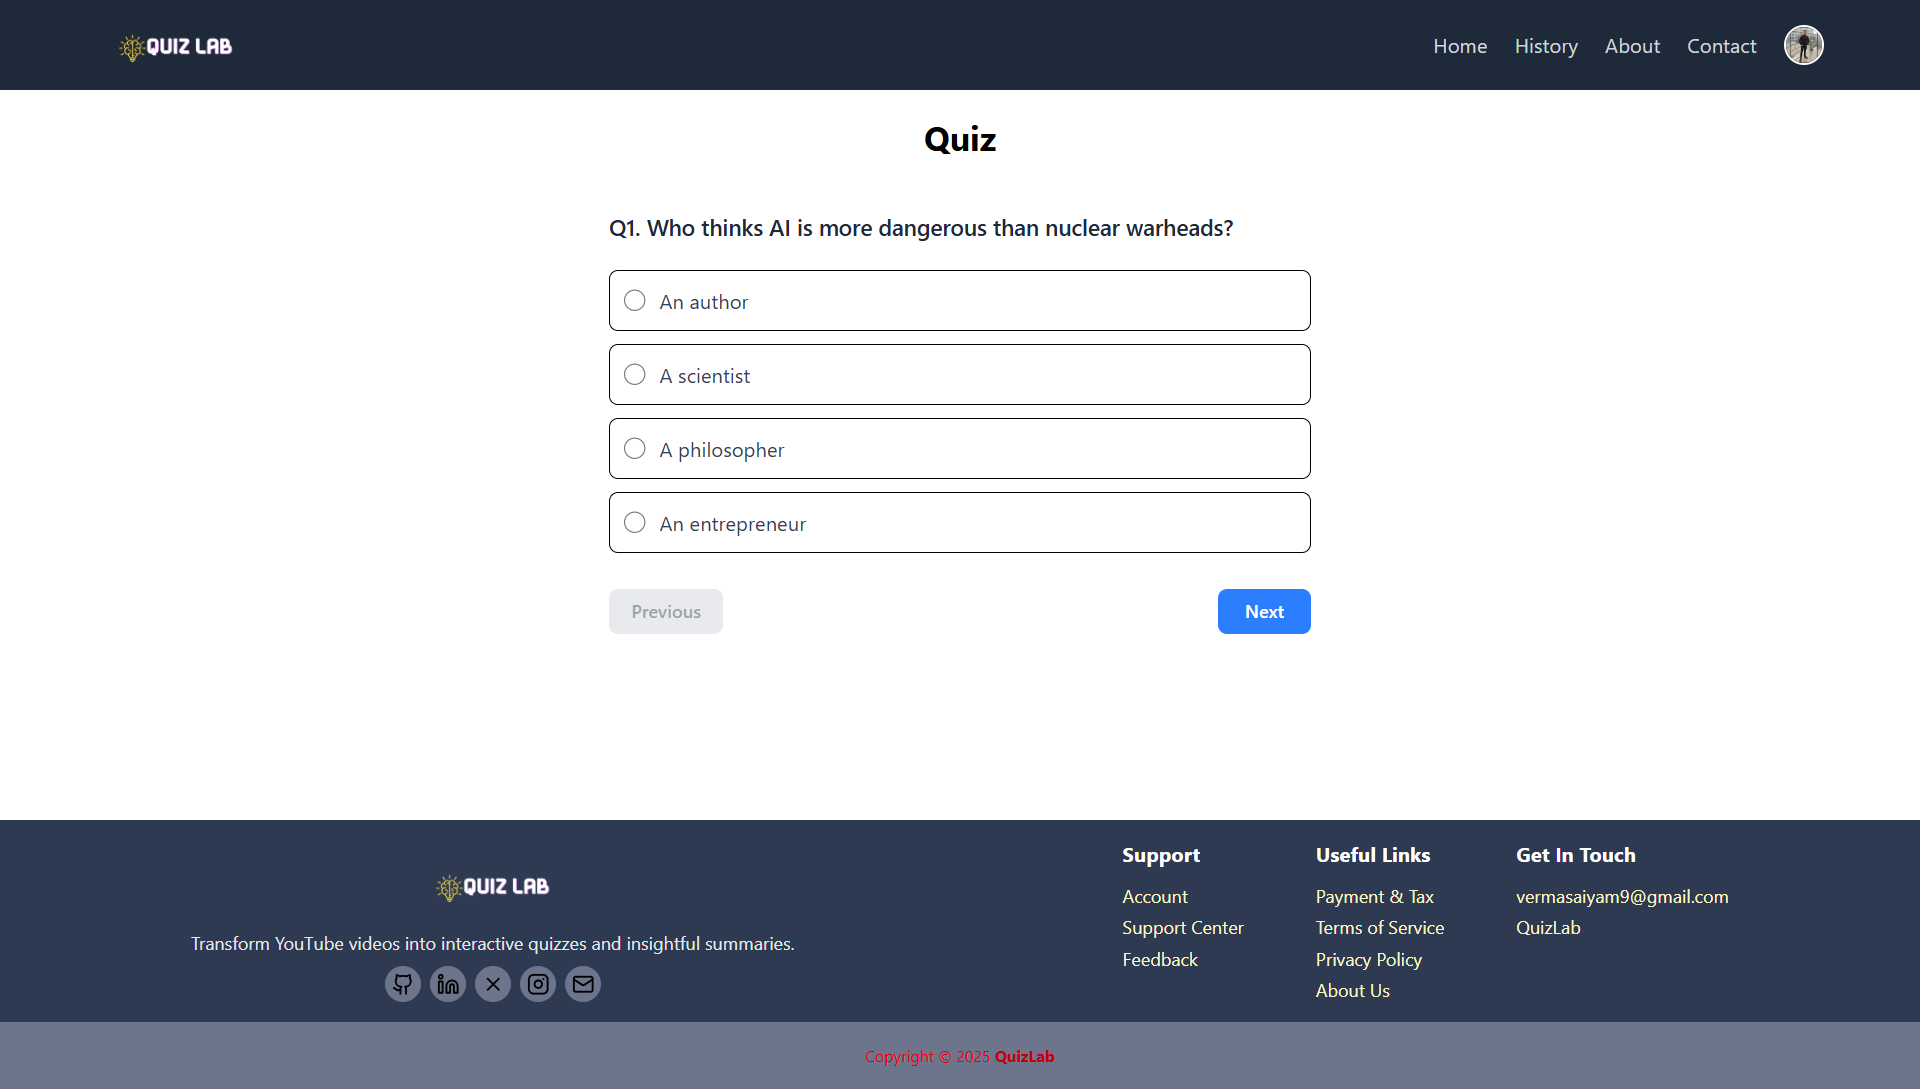 QUIZ LAB
Home
History
About
Contact
Quiz
Q1. Who thinks AI is more dangerous than nuclear warheads?
An author
A scientist
A philosopher
An entrepreneur
Previous
Next
QUIZ LAB
Transform YouTube videos into interactive quizzes and insightful summaries.
Support
Account
Support Center
Feedback
Useful Links
Payment & Tax
Terms of Service
Privacy Policy
About Us
Get In Touch
vermasaiyam9@gmail.com
QuizLab
Copyright © 2025 QuizLab